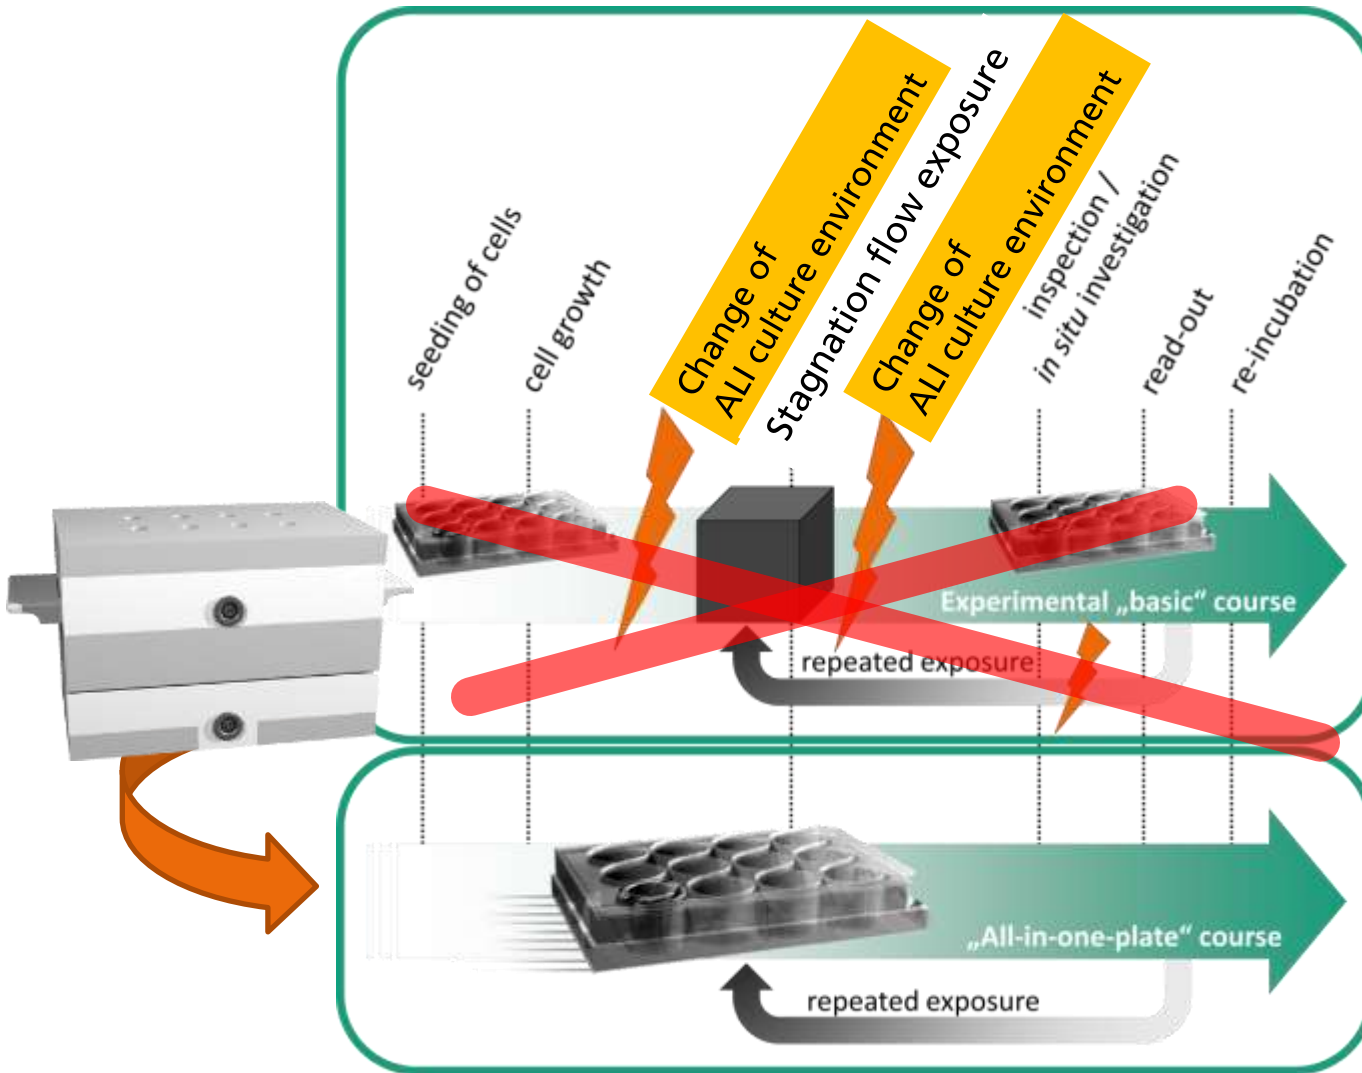 seeding of cells
cell growth
Change of
ALI culture environment
Stagnation flow exposure
Change of
ALI culture environment
inspection /
in situ investigation
read-out
re-incubation
Experimental „basic“ course
repeated exposure
„All-in-one-plate“ course
repeated exposure